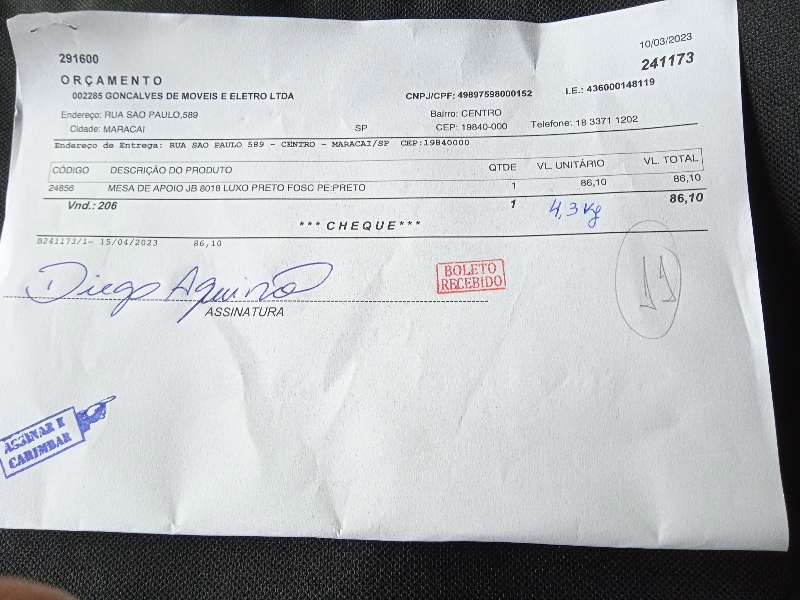 291600
10/03/2023
241173
ORÇAMENTO
002285 GONCALVES DE MOVEIS E ELETRO LTDA CNPJ/CPF: 49897598000152 I.E.: 436000148119
Endereço: RUA SAO PAULO,589 Bairro: CENTRO
Cidade: MARACAI SP CEP: 19840-000 Telefone: 18 3371 1202
Endereço de Entrega: RUA SAO PAULO 589 - CENTRO - MARACAI/SP CEP:19840000
CÓDIGO DESCRIÇÃO DO PRODUTO QTDE VL. UNITÁRIO VL. TOTAL
24856 MESA DE APOIO JB 8018 LUXO PRETO FOSC PE:PRETO 1 86,10 86,10
Vnd.: 206 1 86,10
4,3 Kg
*** CHEQUE ***
B241173/1- 15/04/2023 86,10
Diego Aquino
BOLETO
RECEBIDO
ASSINATURA
ASSINAR E
CARIMBAR